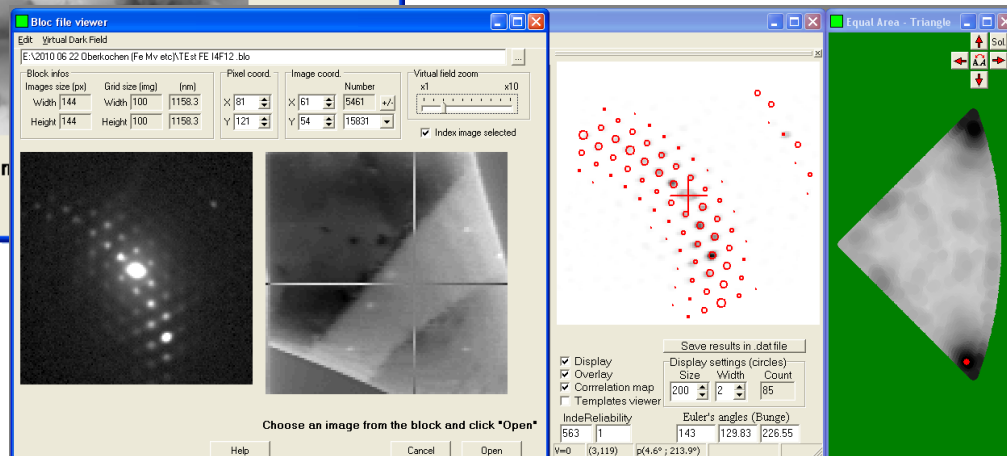 Bloc file viewer
Edit Virtual Dark Field
E:\2010 06 22 Oberkochen (Fe Mv etc)\TEst FE I4F12 .blo
...
Block infos
Images size (px) Grid size (img) (nm)
Width 144 Width 100 1158.3
Height 144 Height 100 1158.3
Pixel coord.
X 81
Y 121
Image coord.
Number
X 61 5461 +/-
Y 54 15831
Virtual field zoom
x1 x10
Index image selected
Choose an image from the block and click "Open"
Help Cancel Open
Save results in .dat file
Display
Overlay
Corrrelation map
Templates viewer
Display settings (circles)
Size Width Count
200 2 85
IndeReliability
563 1
Euler's angles (Bunge)
143 129.83 226.55
V=0 (3,119) p(4.6° ; 213.9°)
Equal Area - Triangle
Sol